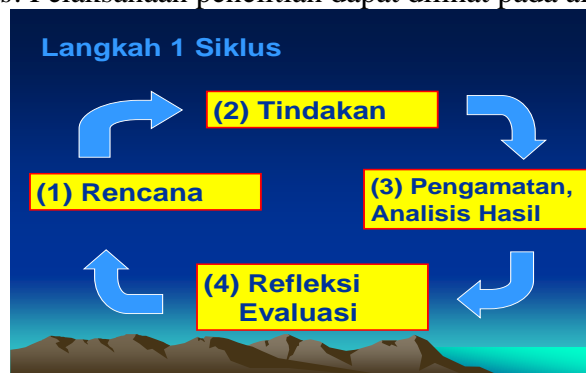 Langkah 1 Siklus
(2) Tindakan
(1) Rencana
(3) Pengamatan,
Analisis Hasil
(4) Refleksi
Evaluasi